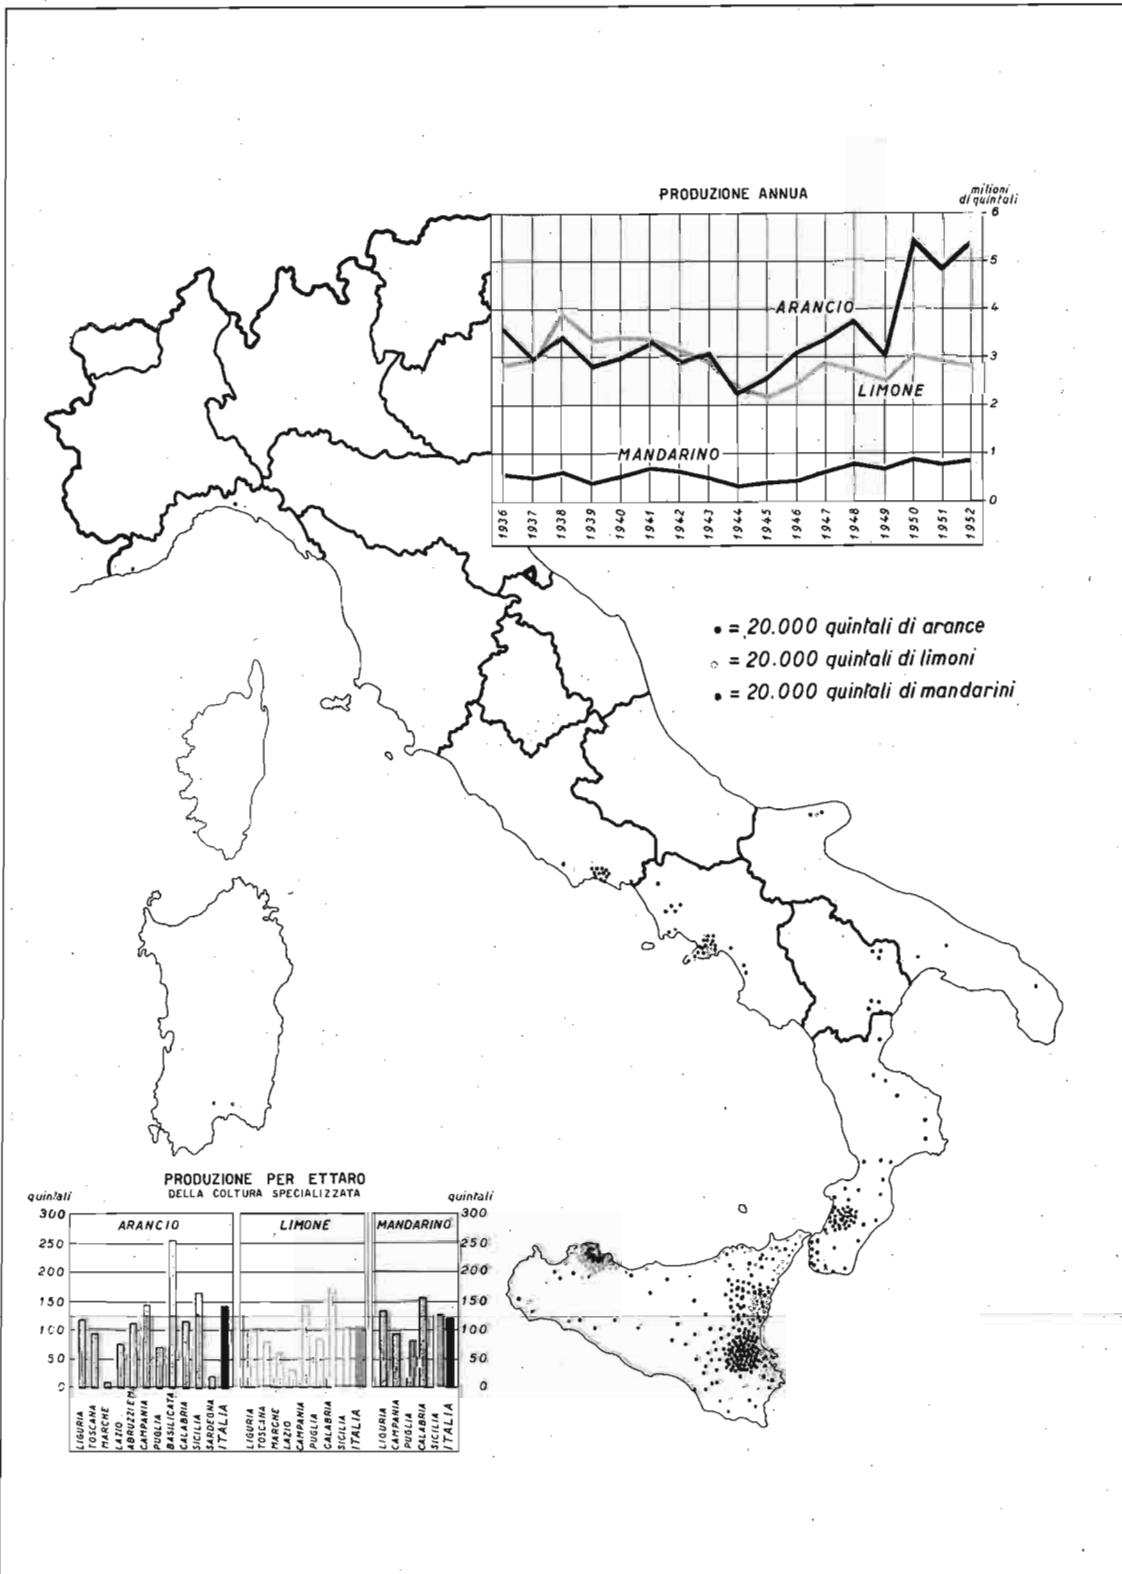 PRODUZIONE ANNUA
milioni
di quintali
6
5
4
3
2
1
0
ARANCIO
LIMONE
MANDARINO
1936
1937
1938
1939
1940
1941
1942
1943
1944
1945
1946
1947
1948
1949
1950
1951
1952
• = 20.000 quintali di arance
○ = 20.000 quintali di limoni
• = 20.000 quintali di mandarini
PRODUZIONE PER ETTARO
DELLA COLTURA SPECIALIZZATA
quintali
quintali
300
250
200
150
100
50
0
ARANCIO
LIMONE
MANDARINO
300
250
200
150
100
50
0
LIGURIA
TOSCANA
MARCHE
LAZIO
ABRUZZI E M.
CAMPANIA
PUGLIA
BASILICATA
CALABRIA
SICILIA
SARDEGNA
ITALIA
LIGURIA
TOSCANA
MARCHE
LAZIO
CAMPANIA
PUGLIA
CALABRIA
SICILIA
ITALIA
LIGURIA
CAMPANIA
PUGLIA
CALABRIA
SICILIA
ITALIA